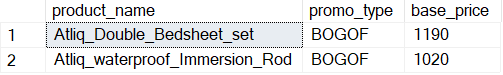 product_name promo_type base_price
1 Atliq_Double_Bedsheet_set BOGOF 1190
2 Atliq_waterproof_Immersion_Rod BOGOF 1020